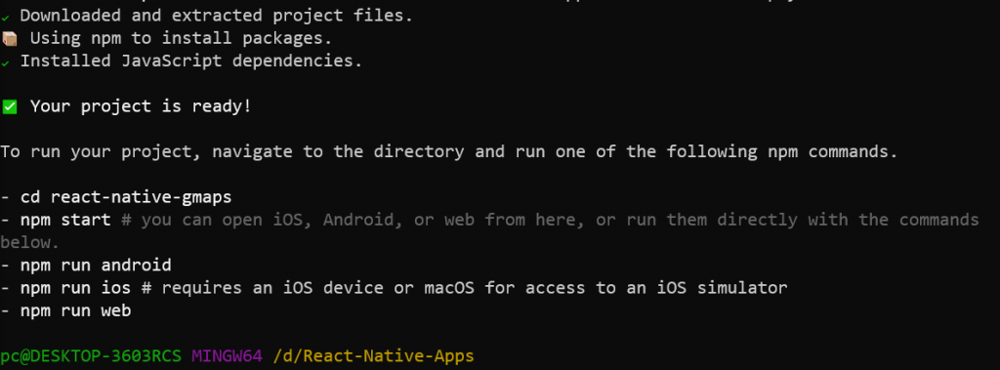 ✓ Downloaded and extracted project files.
📦 Using npm to install packages.
✓ Installed JavaScript dependencies.
✅ Your project is ready!
To run your project, navigate to the directory and run one of the following npm commands.
- cd react-native-gmaps
- npm start # you can open iOS, Android, or web from here, or run them directly with the commands
below.
- npm run android
- npm run ios # requires an iOS device or macOS for access to an iOS simulator
- npm run web
pc@DESKTOP-3603RCS MINGW64 /d/React-Native-Apps